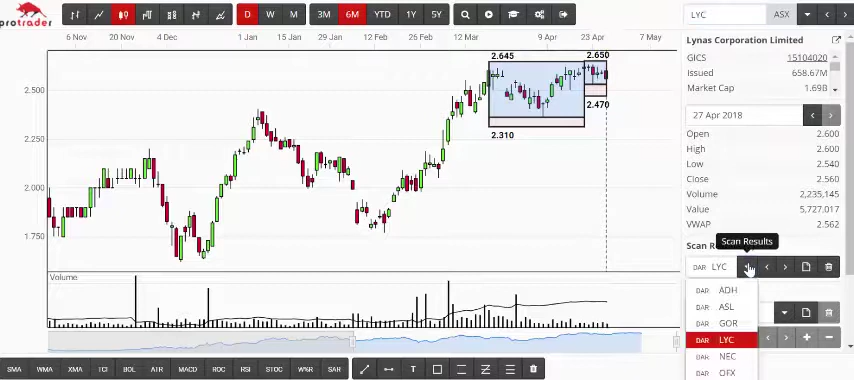 protrader
D W M
3M 6M YTD 1Y 5Y
LYC ASX
6 Nov 20 Nov 4 Dec 1 Jan 15 Jan 29 Jan 12 Feb 26 Feb 12 Mar 9 Apr 23 Apr 7 May
Lynas Corporation Limited
GICS 15104020
Issued 658.67M
Market Cap 1.69B
2.645 2.650
2.500
2.470
2.310
2.250
2.000
1.750
27 Apr 2018
Open 2.600
High 2.600
Low 2.540
Close 2.560
Volume 2,235,145
Value 5,727,017
VWAP 2.562
Scan Results
Scan R
DAR LYC
DAR ADH
DAR ASL
DAR GOR
DAR LYC
DAR NEC
DAR OFX
Volume
SMA WMA XMA TCI BOL ATR MACD ROC RSI STOC W%R SAR
T